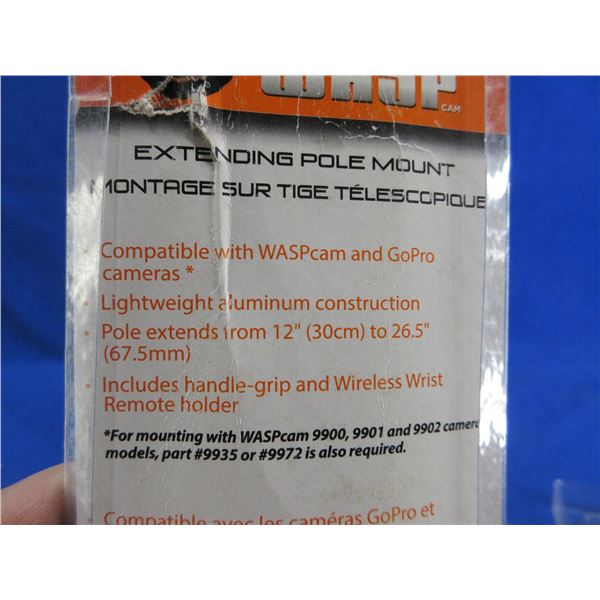 WASP
CAM
EXTENDING POLE MOUNT
MONTAGE SUR TIGE TÉLESCOPIQUE
· Compatible with WASPcam and GoPro
cameras *
· Lightweight aluminum construction
· Pole extends from 12" (30cm) to 26.5"
(67.5mm)
· Includes handle-grip and Wireless Wrist
Remote holder
*For mounting with WASPcam 9900, 9901 and 9902 camera
models, part #9935 or #9972 is also required.
· Compatible avec les caméras GoPro et